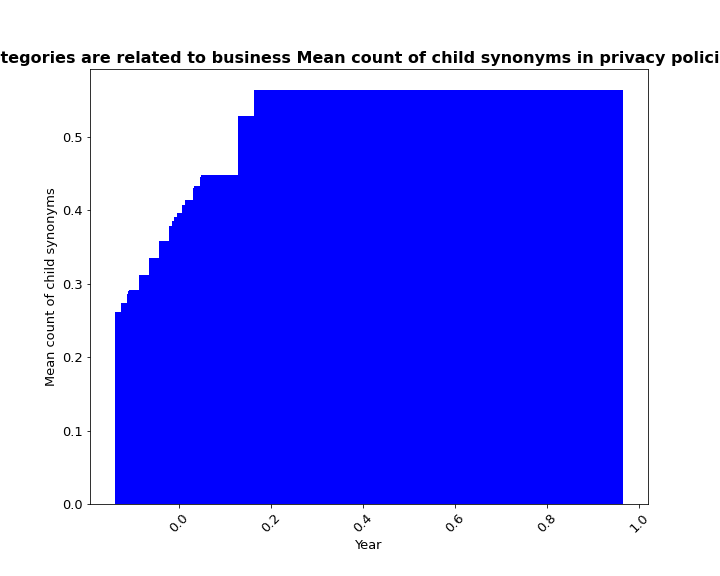 tegories are related to business Mean count of child synonyms in privacy polici
Mean count of child synonyms
0.5
0.4
0.3
0.2
0.1
0.0
0.0 0.2 0.4 0.6 0.8 1.0
Year